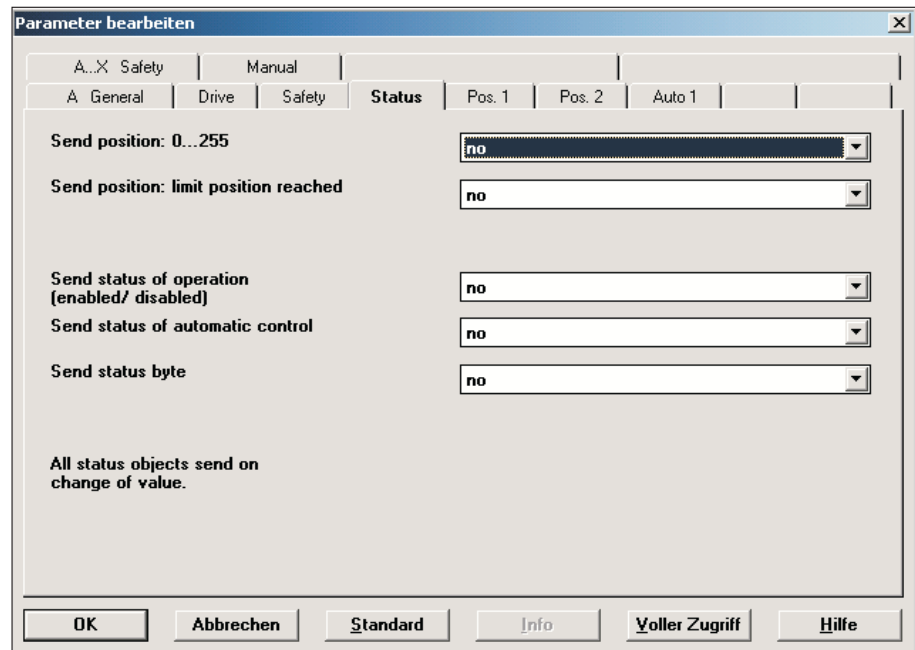 Parameter bearbeiten
A...X Safety Manual
A General Drive Safety Status Pos. 1 Pos. 2 Auto 1
Send position: 0...255 no
Send position: limit position reached no
Send status of operation
(enabled/ disabled) no
Send status of automatic control no
Send status byte no
All status objects send on
change of value.
OK Abbrechen Standard Info Voller Zugriff Hilfe